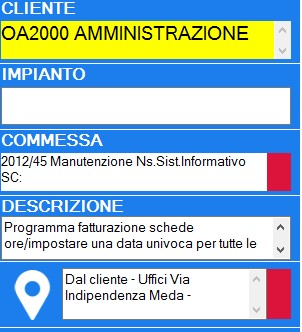 CLIENTE
OA2000 AMMINISTRAZIONE
IMPIANTO
COMMESSA
2012/45 Manutenzione Ns.Sist.Informativo
SC:
DESCRIZIONE
Programma fatturazione schede
ore/impostare una data univoca per tutte le
Dal cliente - Uffici Via
Indipendenza Meda -